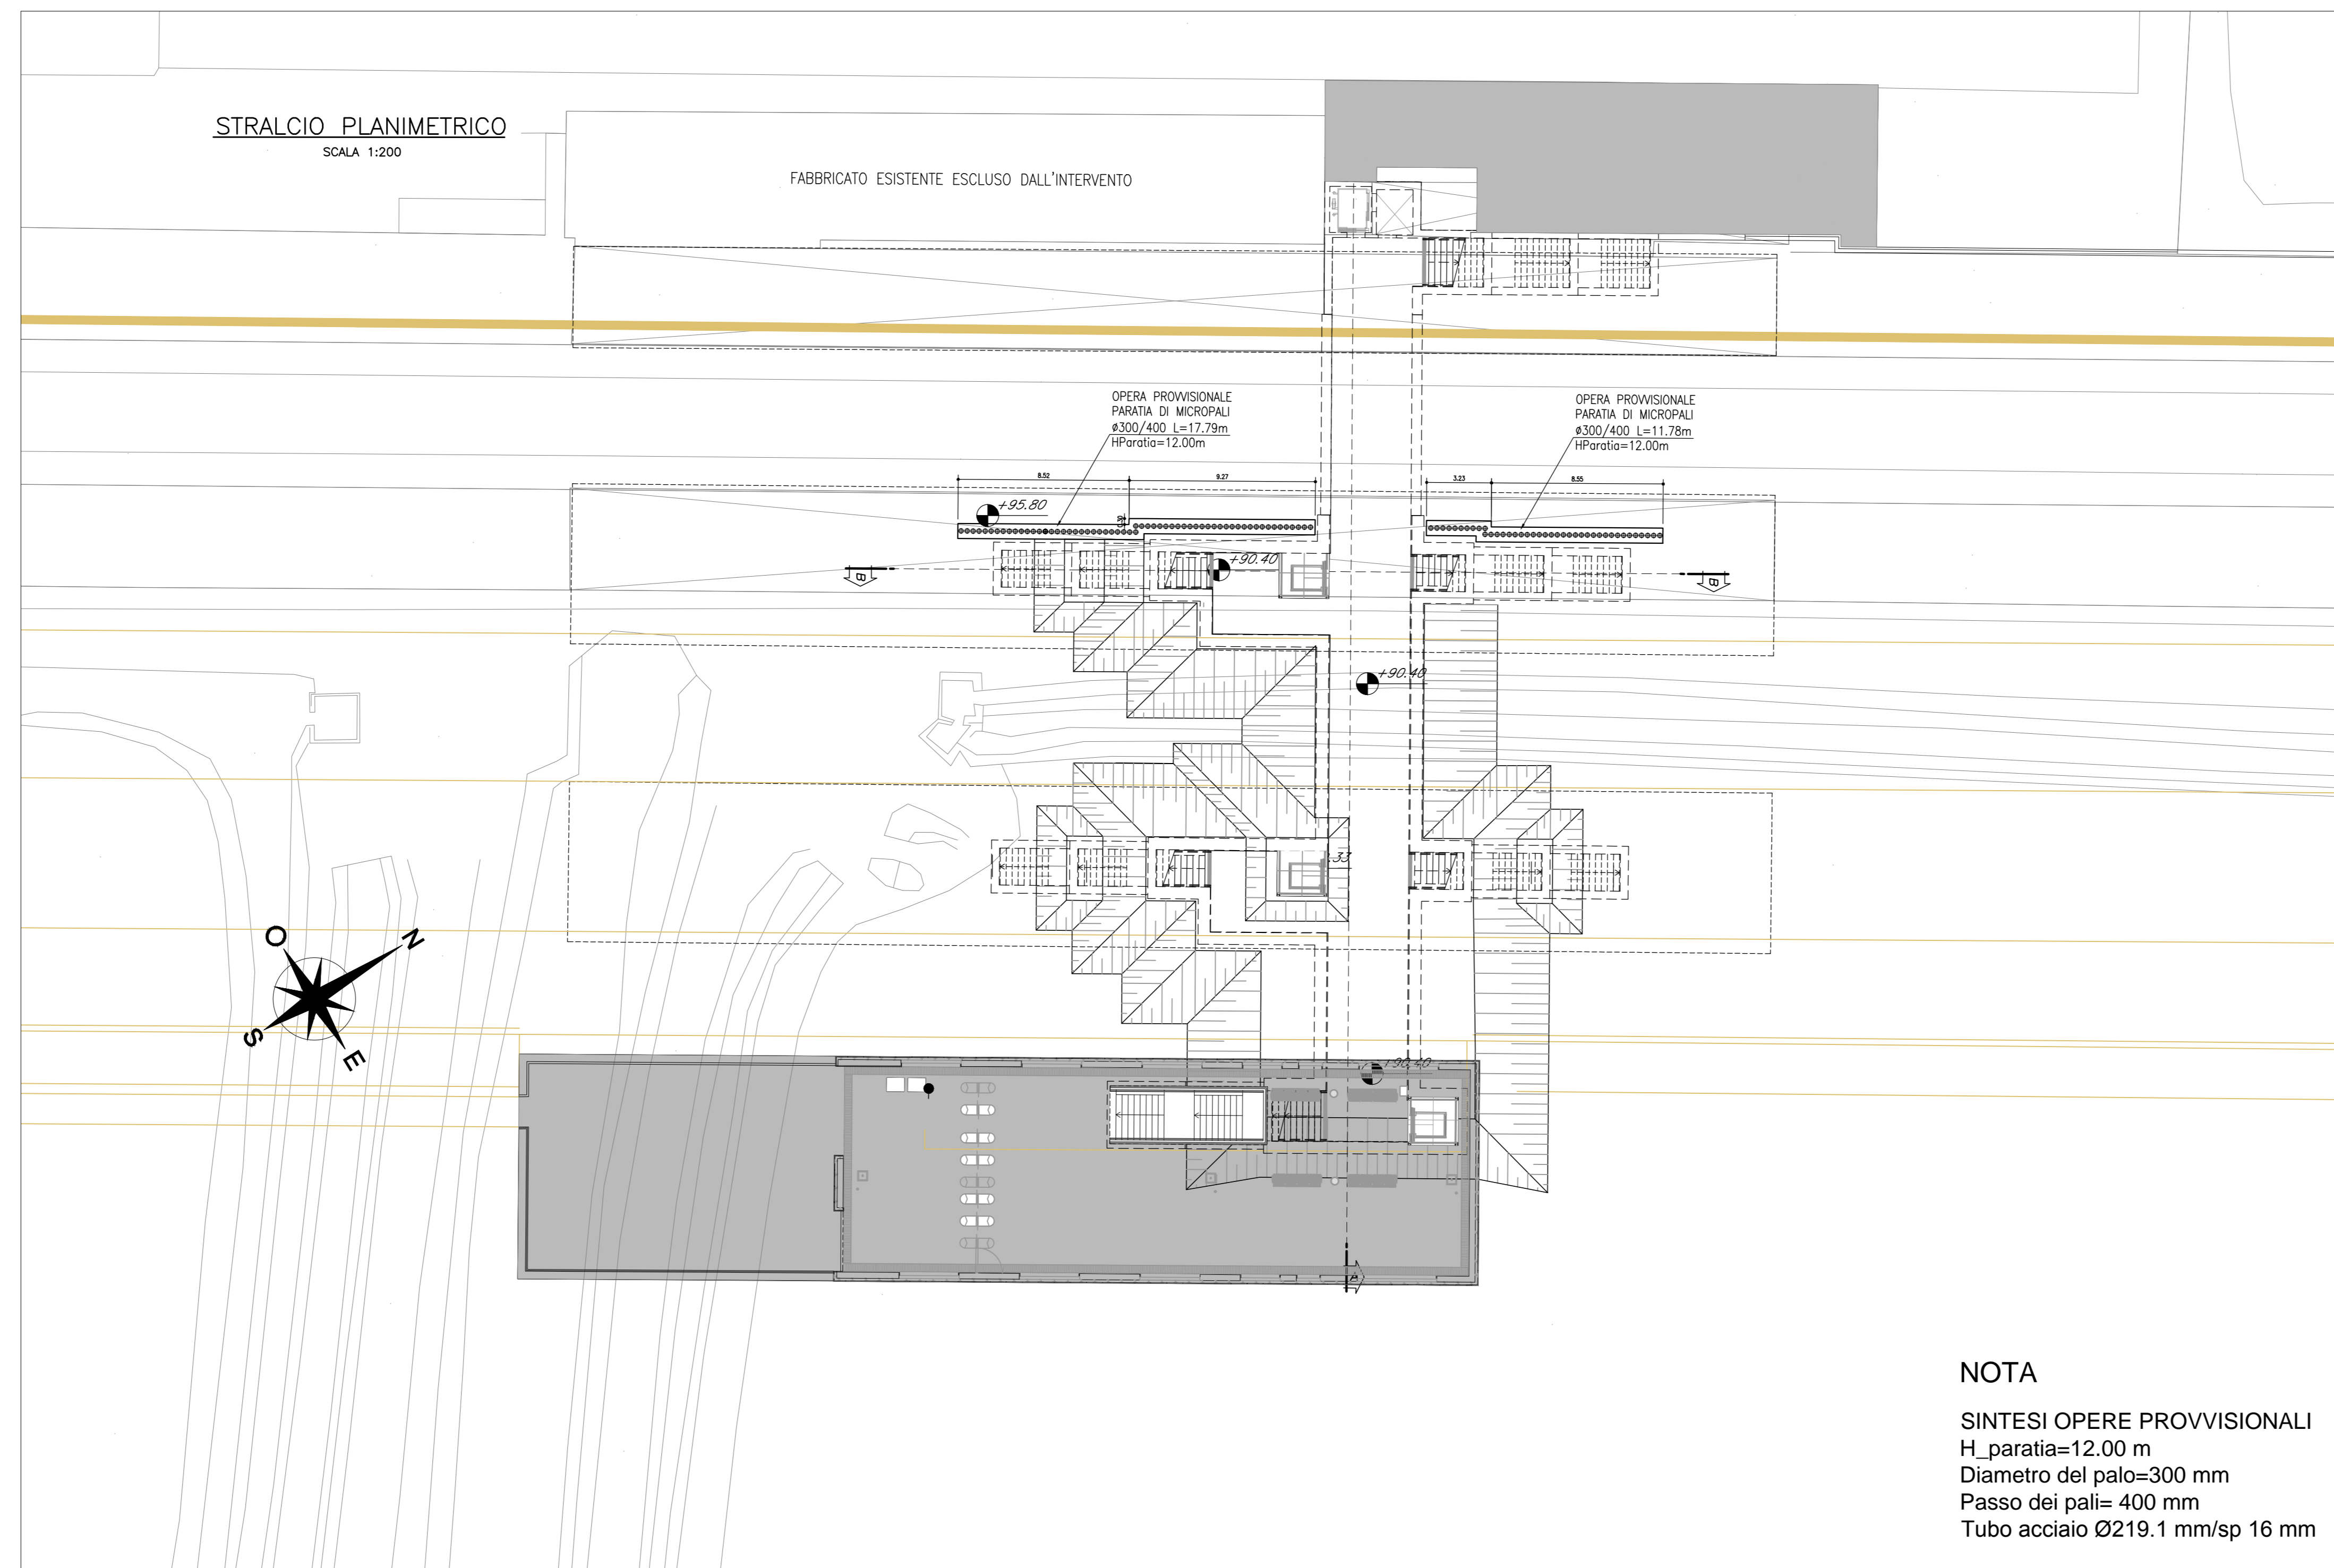 STRALCIO PLANIMETRICO
SCALA 1:200
FABBRICATO ESISTENTE ESCLUSO DALL'INTERVENTO
OPERA PROVVISIONALE
PARATIA DI MICROPALI
ø300/400 L=17.79m
HParatia=12.00m
OPERA PROVVISIONALE
PARATIA DI MICROPALI
ø300/400 L=11.78m
HParatia=12.00m
8.52
9.27
3.23
8.55
+95.80
+90.40
B
B
+90.40
33
O
N
S
E
+90.40
A
NOTA
SINTESI OPERE PROVVISIONALI
H_paratia=12.00 m
Diametro del palo=300 mm
Passo dei pali= 400 mm
Tubo acciaio Ø219.1 mm/sp 16 mm